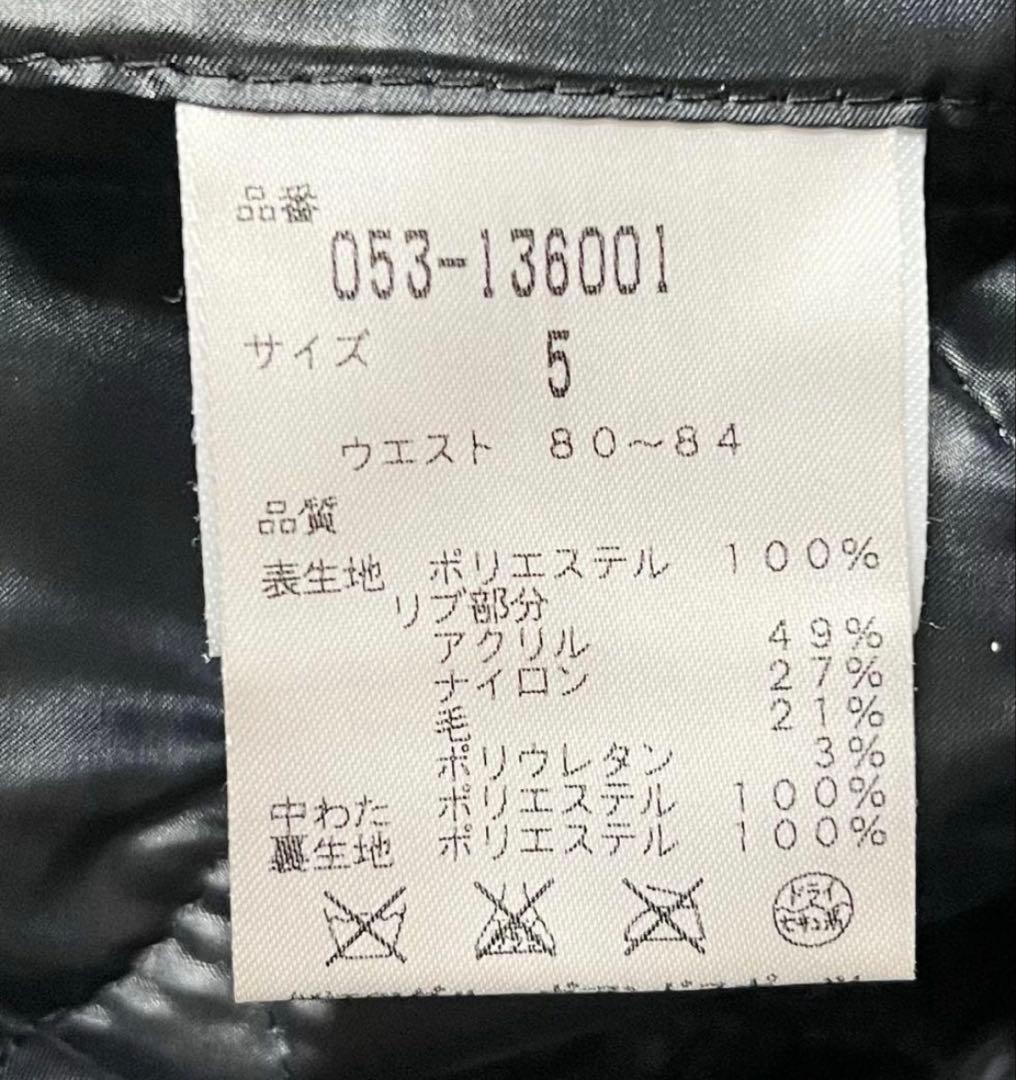 品番
053-136001
サイズ 5
ウエスト 80～84
品質
表生地 ポリエステル 100%
リブ部分
アクリル 49%
ナイロン 27%
毛 21%
ポリウレタン 3%
中わた ポリエステル 100%
裏生地 ポリエステル 100%
ドライ
セキユ系